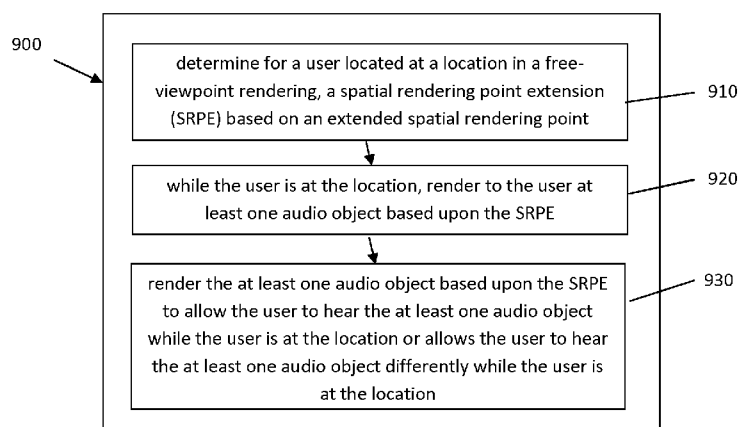 900
determine for a user located at a location in a free-
viewpoint rendering, a spatial rendering point extension
(SRPE) based on an extended spatial rendering point
910
while the user is at the location, render to the user at
least one audio object based upon the SRPE
920
render the at least one audio object based upon the SRPE
to allow the user to hear the at least one audio object
while the user is at the location or allows the user to hear
the at least one audio object differently while the user is
at the location
930